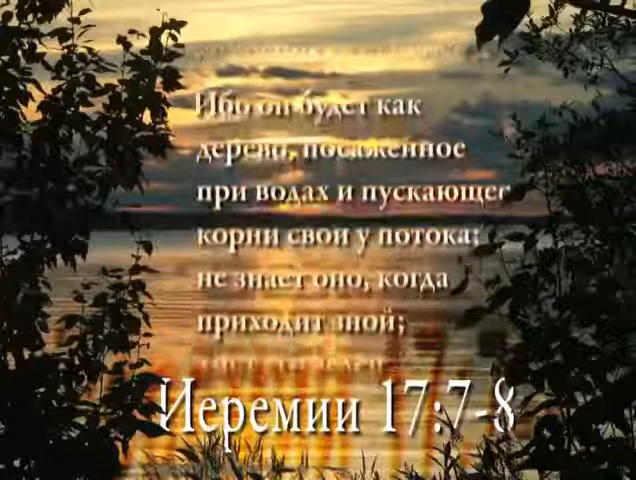 Ибо он будет как
дерево, посаженное
при водах и пускающее
корни свои у потока;
не знает оно, когда
приходит зной;
Иеремии 17:7-8